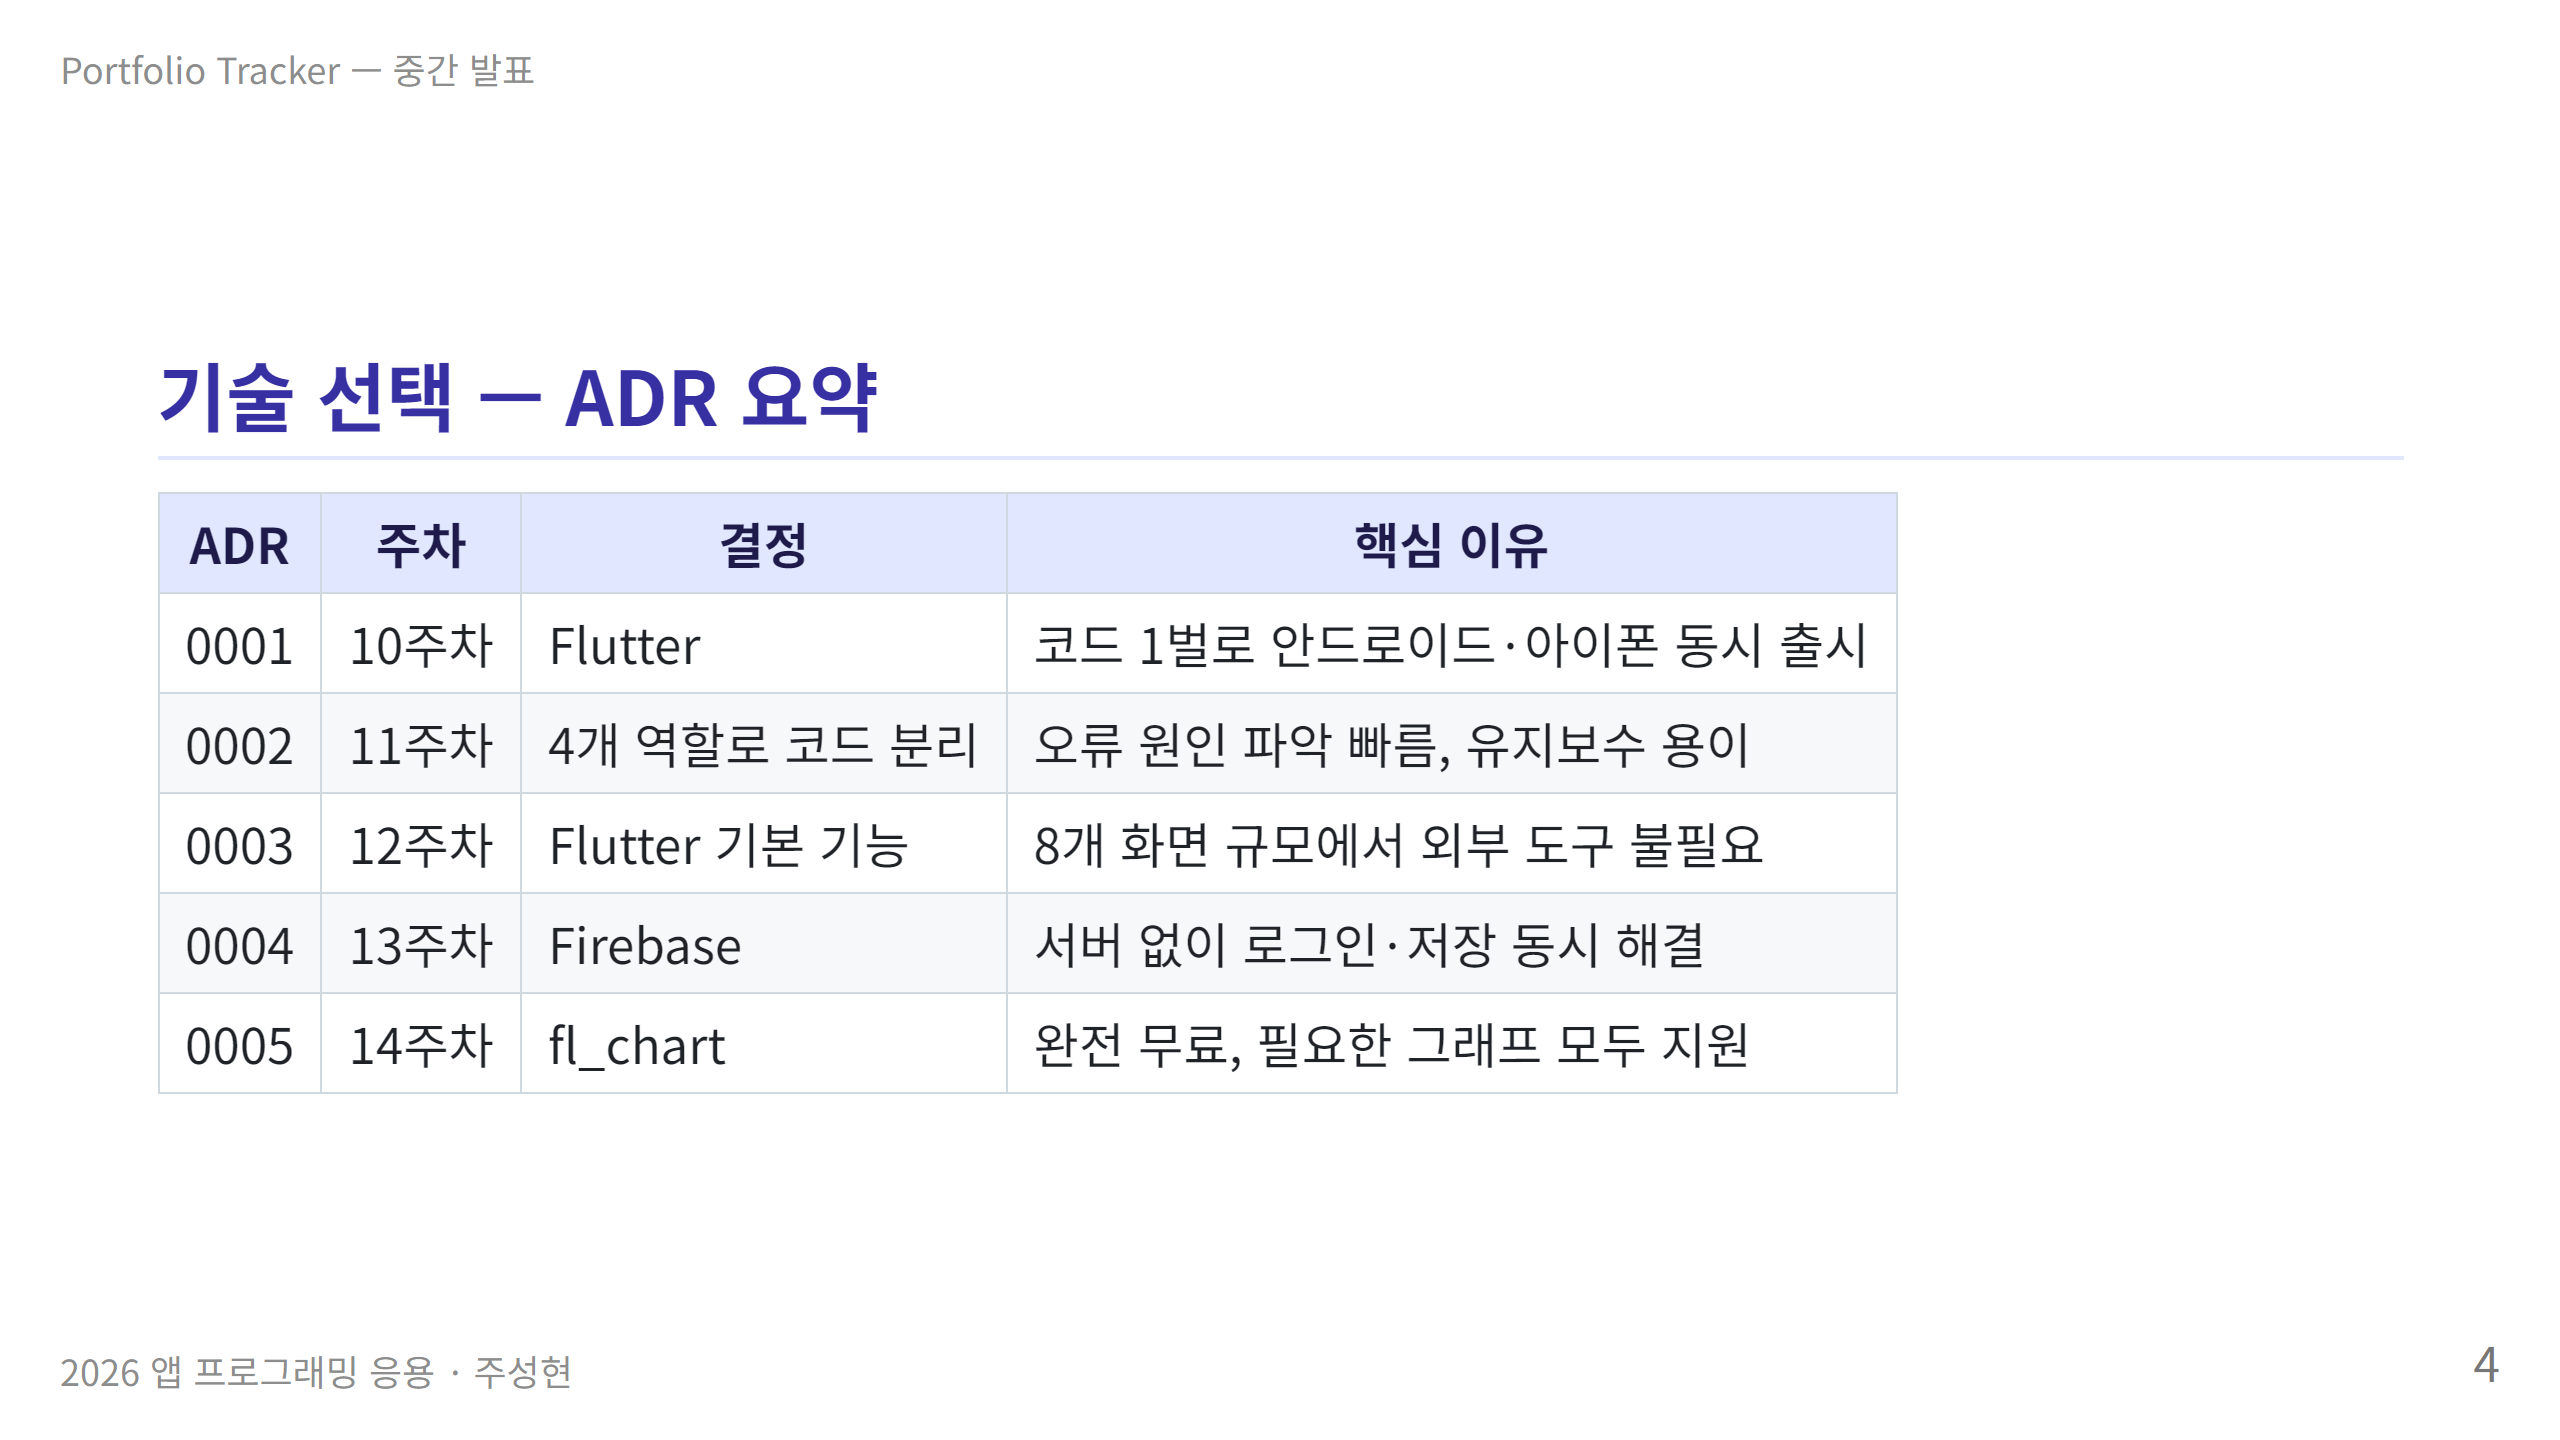 Portfolio Tracker — 중간 발표
기술 선택 — ADR 요약
ADR 주차 결정 핵심 이유
0001 10주차 Flutter 코드 1벌로 안드로이드·아이폰 동시 출시
0002 11주차 4개 역할로 코드 분리 오류 원인 파악 빠름, 유지보수 용이
0003 12주차 Flutter 기본 기능 8개 화면 규모에서 외부 도구 불필요
0004 13주차 Firebase 서버 없이 로그인·저장 동시 해결
0005 14주차 fl_chart 완전 무료, 필요한 그래프 모두 지원
2026 앱 프로그래밍 응용 · 주성현
4